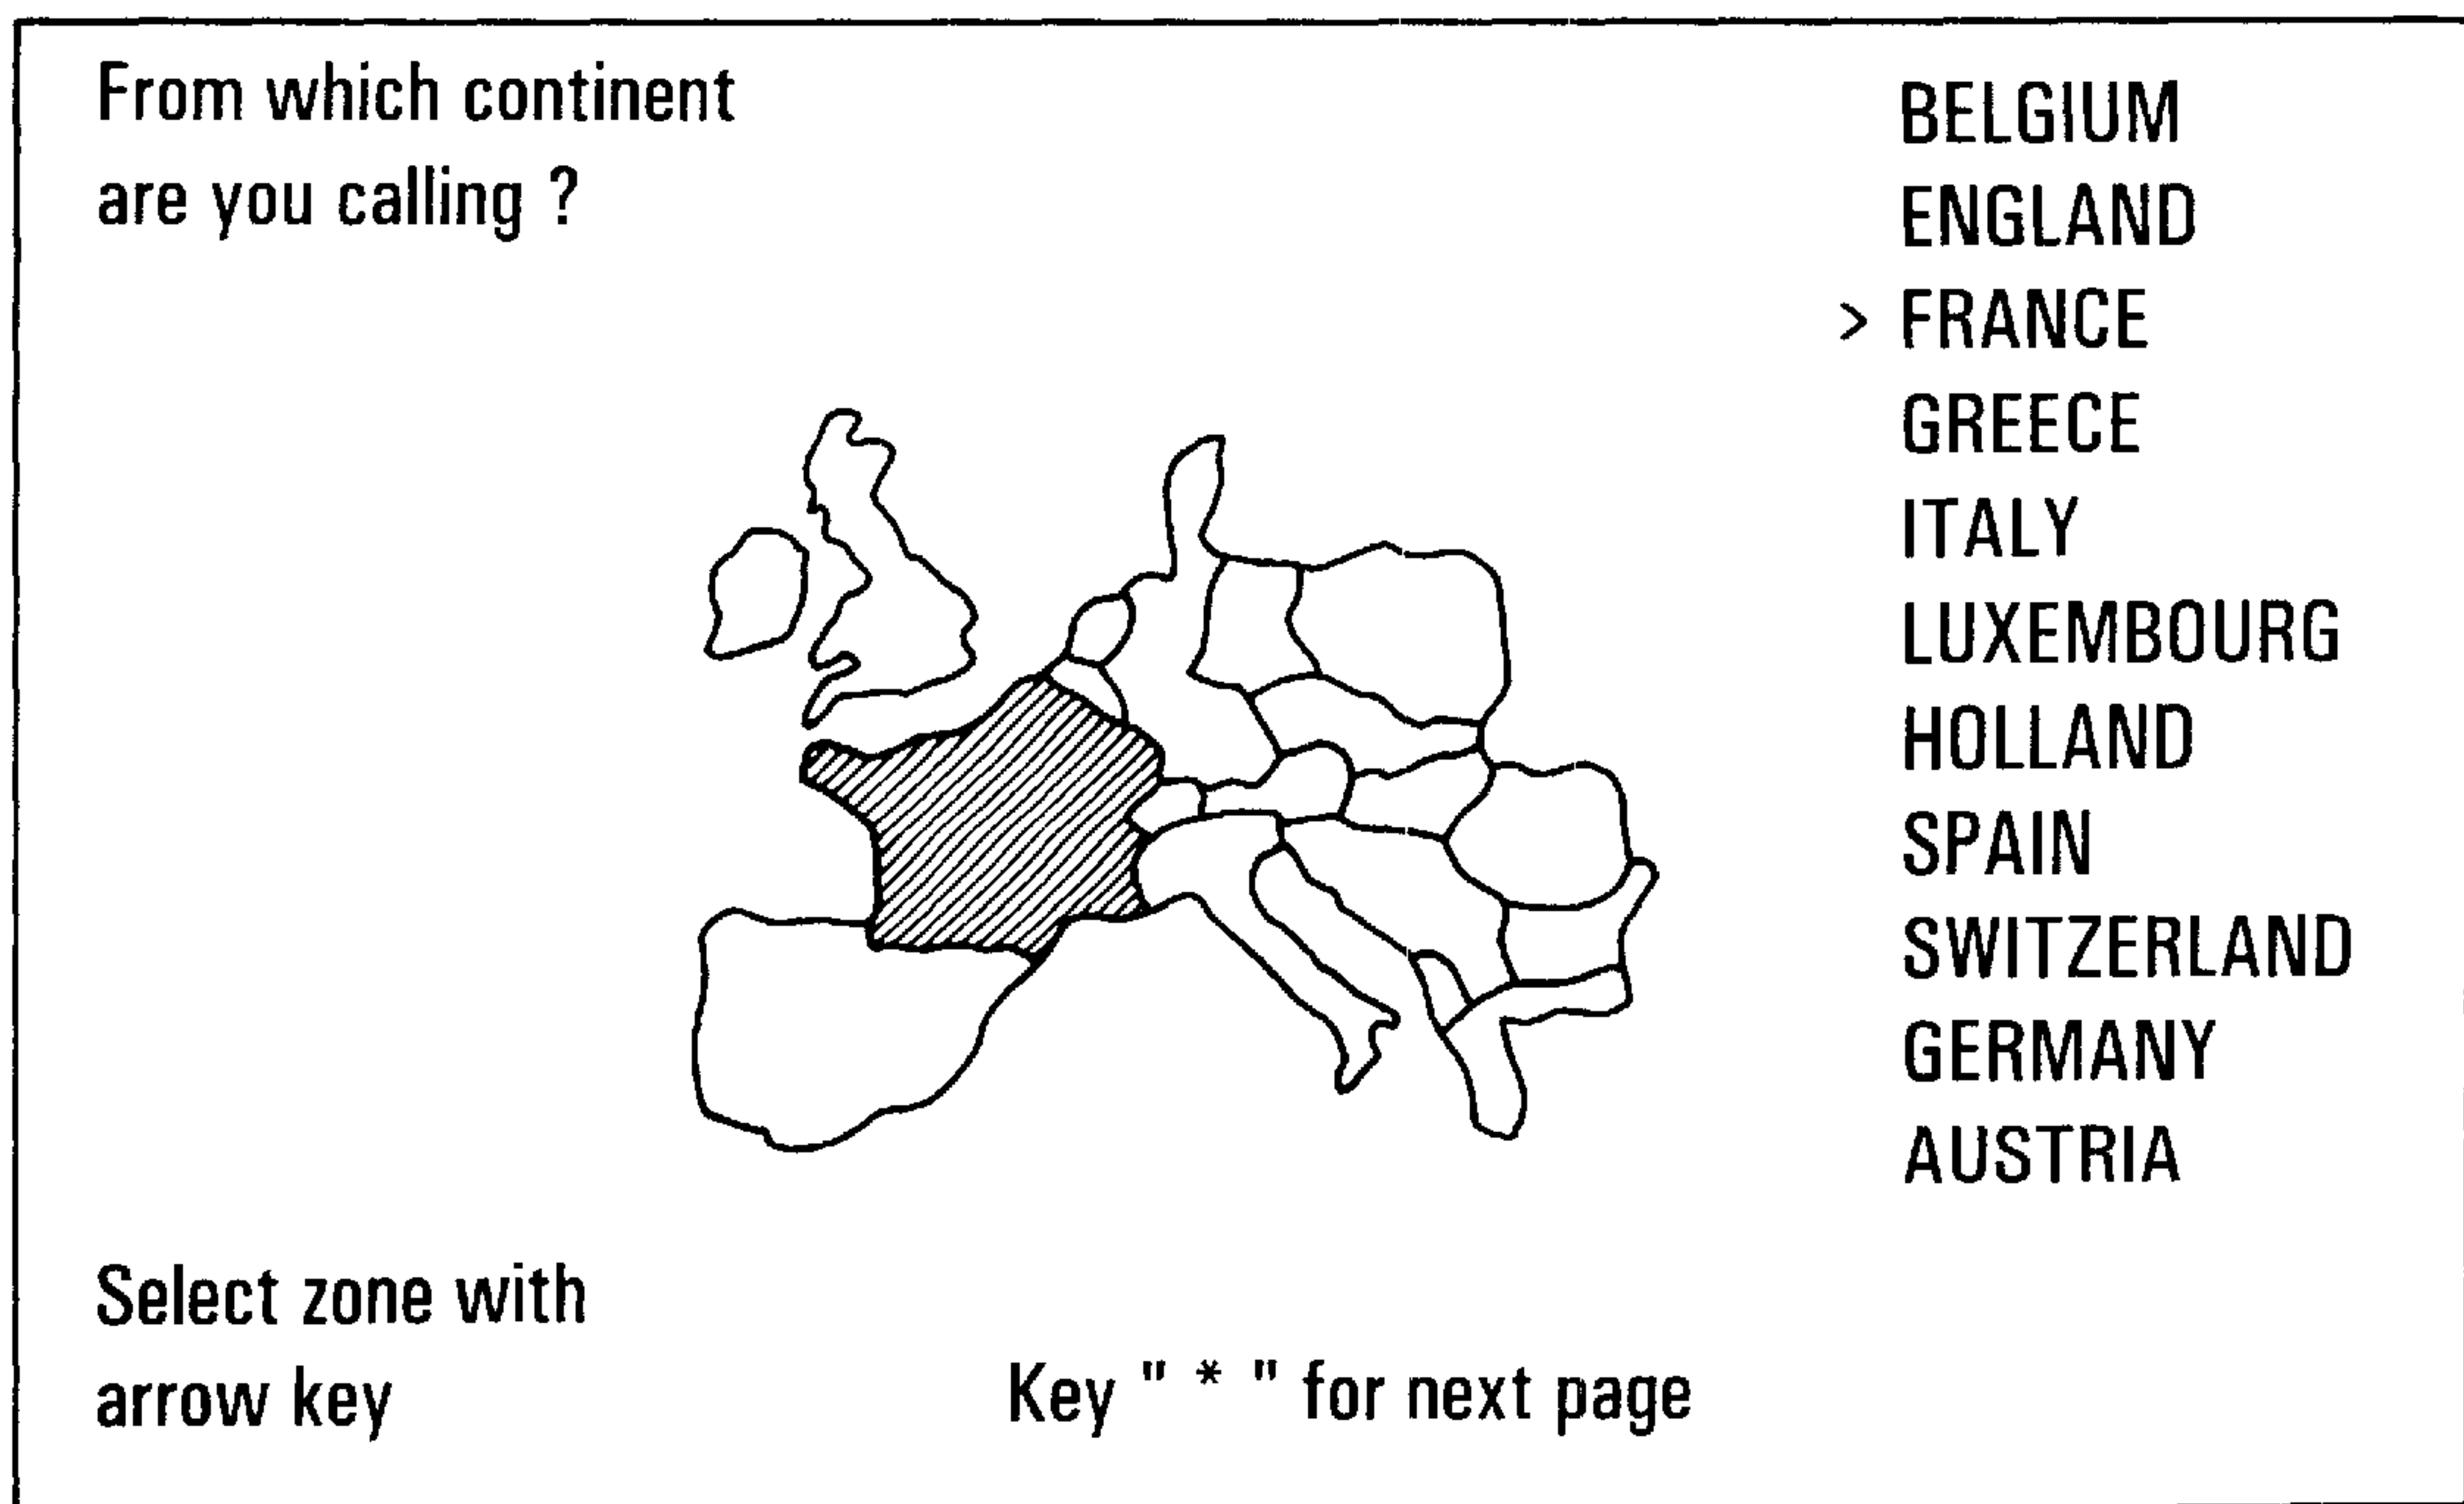 From which continent
are you calling ?
BELGIUM
ENGLAND
> FRANCE
GREECE
ITALY
LUXEMBOURG
HOLLAND
SPAIN
SWITZERLAND
GERMANY
AUSTRIA
Select zone with
arrow key
Key " * " for next page